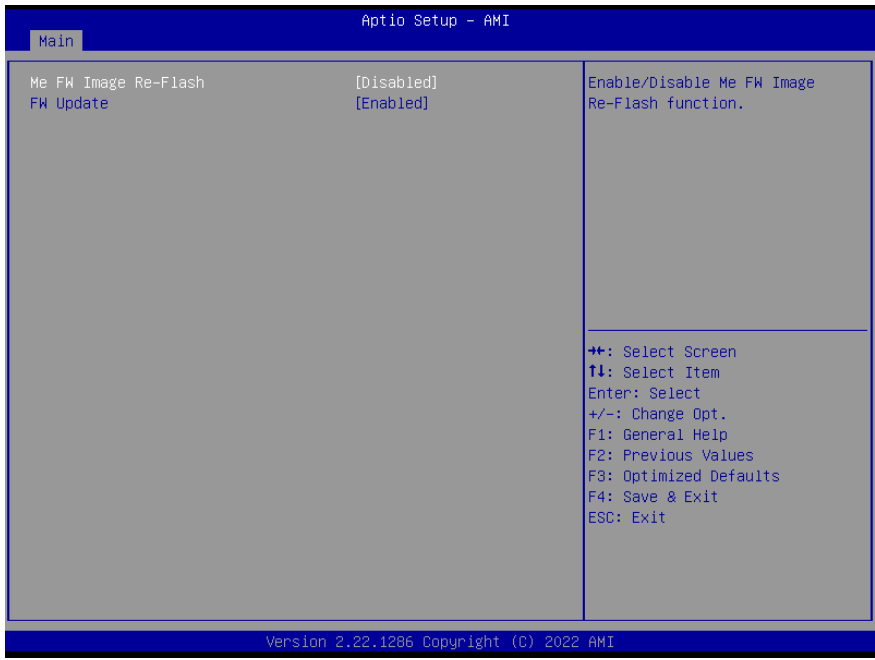 Aptio Setup - AMI
Main
Me FW Image Re-Flash [Disabled]
FW Update [Enabled]
Enable/Disable Me FW Image
Re-Flash function.
→←: Select Screen
↑↓: Select Item
Enter: Select
+/-: Change Opt.
F1: General Help
F2: Previous Values
F3: Optimized Defaults
F4: Save & Exit
ESC: Exit
Version 2.22.1286 Copyright (C) 2022 AMI